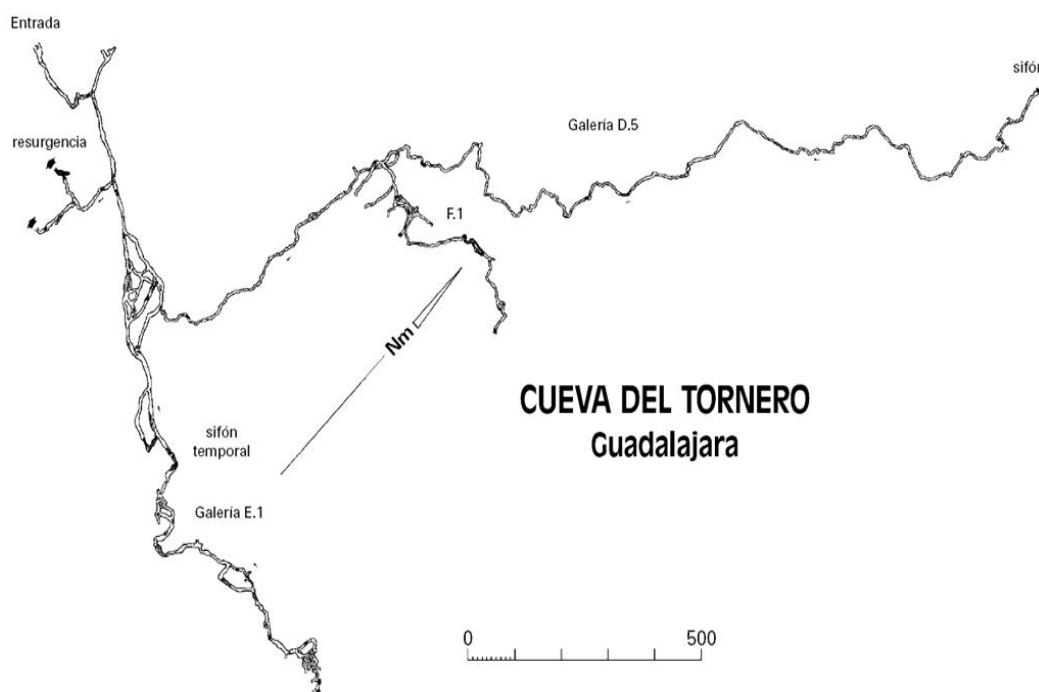 Entrada
sifón
Galería D.5
resurgencia
F.1
Nm
CUEVA DEL TORNERO
Guadalajara
sifón
temporal
Galería E.1
0 500